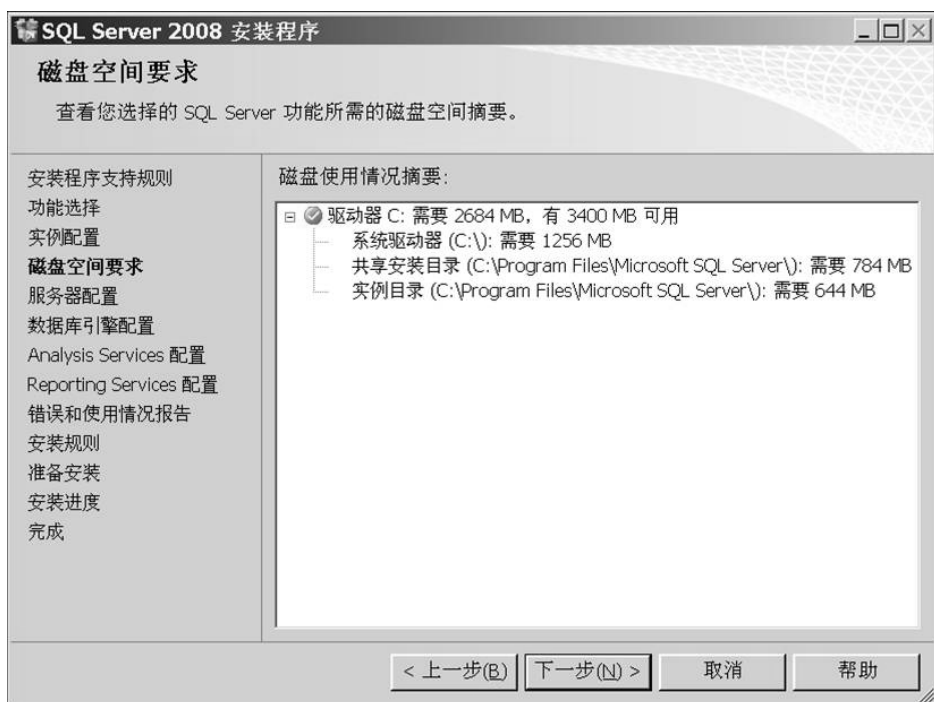 SQL Server 2008 安装程序
磁盘空间要求
查看您选择的 SQL Server 功能所需的磁盘空间摘要。
安装程序支持规则
功能选择
实例配置
磁盘空间要求
服务器配置
数据库引擎配置
Analysis Services 配置
Reporting Services 配置
错误和使用情况报告
安装规则
准备安装
安装进度
完成
磁盘使用情况摘要:
驱动器 C: 需要 2684 MB，有 3400 MB 可用
系统驱动器 (C:\): 需要 1256 MB
共享安装目录 (C:\Program Files\Microsoft SQL Server\): 需要 784 MB
实例目录 (C:\Program Files\Microsoft SQL Server\): 需要 644 MB
< 上一步(B)
下一步(N) >
取消
帮助